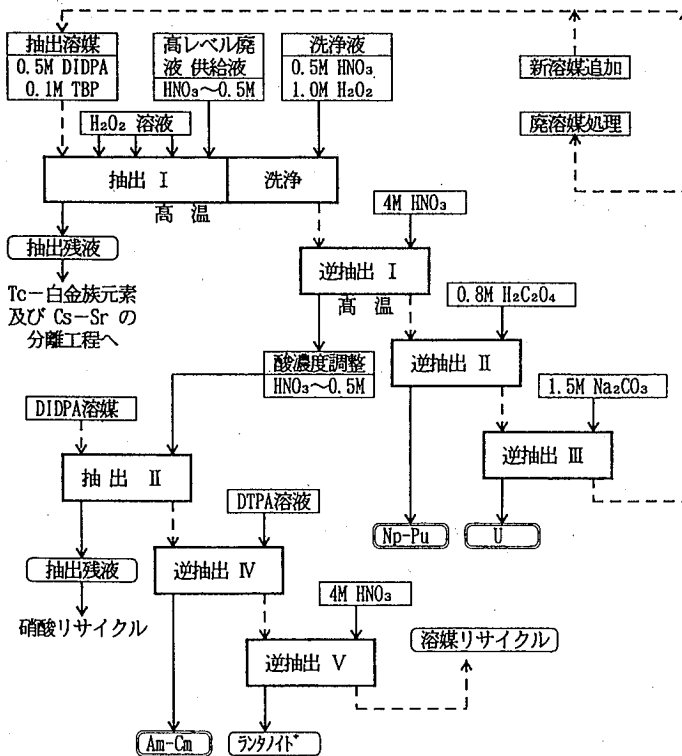 抽出溶媒
0.5M DIDPA
0.1M TBP
高レベル廃
液 供給液
HNO₃～0.5M
洗浄液
0.5M HNO₃
1.0M H₂O₂
新溶媒追加
廃溶媒処理
H₂O₂ 溶液
抽出 Ⅰ
洗浄
高 温
抽出残液
Tc－白金族元素
及び Cs－Sr の
分離工程へ
4M HNO₃
逆抽出 Ⅰ
高 温
0.8M H₂C₂O₄
酸濃度調整
HNO₃～0.5M
逆抽出 Ⅱ
1.5M Na₂CO₃
DIDPA溶媒
逆抽出 Ⅲ
抽 出 Ⅱ
DTPA溶液
Np-Pu
U
抽出残液
逆抽出 Ⅳ
硝酸リサイクル
4M HNO₃
溶媒リサイクル
逆抽出 Ⅴ
Am-Cm
ランタノイド